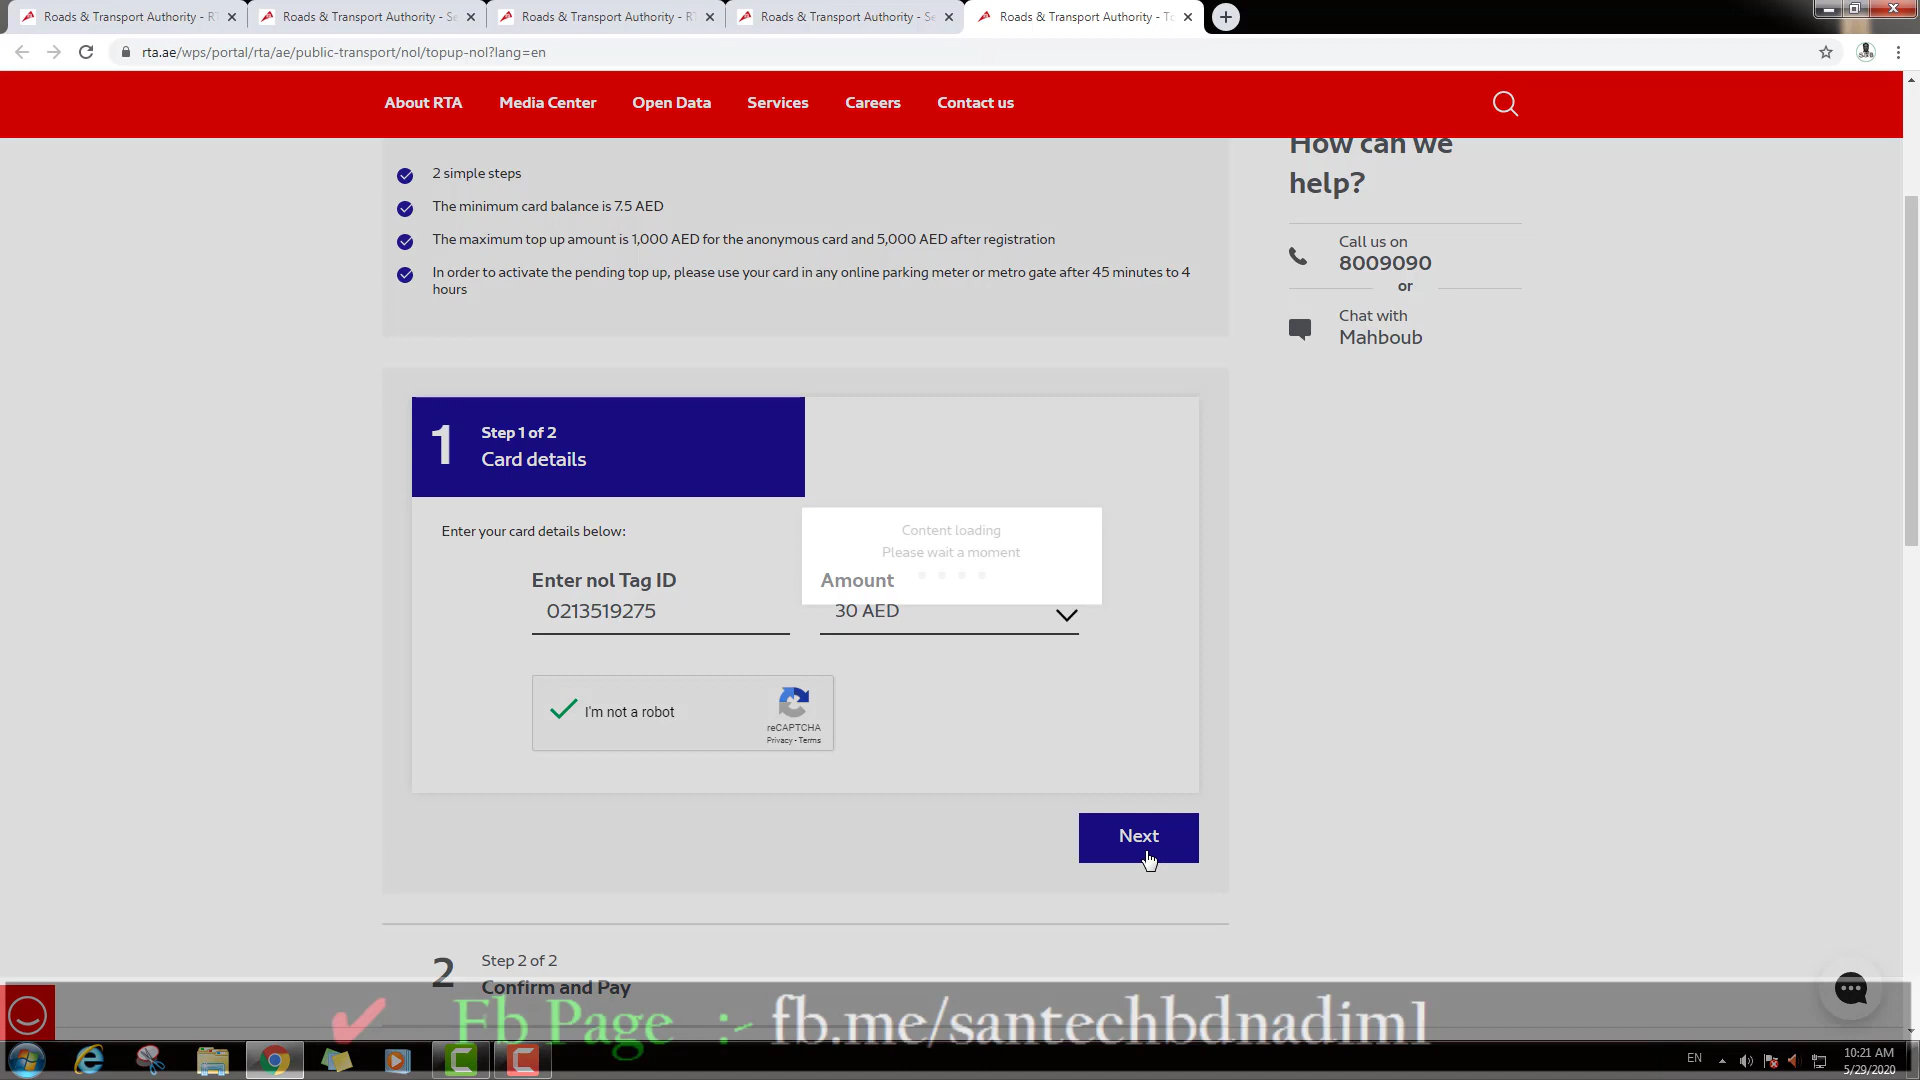 Roads & Transport Authority - RT
Roads & Transport Authority - Se
Roads & Transport Authority - RT
Roads & Transport Authority - Se
Roads & Transport Authority - To
rta.ae/wps/portal/rta/ae/public-transport/nol/topup-nol?lang=en
About RTA
Media Center
Open Data
Services
Careers
Contact us
How can we
help?
2 simple steps
The minimum card balance is 7.5 AED
The maximum top up amount is 1,000 AED for the anonymous card and 5,000 AED after registration
In order to activate the pending top up, please use your card in any online parking meter or metro gate after 45 minutes to 4
hours
Call us on
8009090
or
Chat with
Mahboub
1
Step 1 of 2
Card details
Enter your card details below:
Content loading
Please wait a moment
Enter nol Tag ID
Amount
0213519275
30 AED
I'm not a robot
reCAPTCHA
Privacy - Terms
Next
2
Step 2 of 2
Confirm and Pay
Fb Page :- fb.me/santechbdnadim1
EN
10:21 AM
5/29/2020